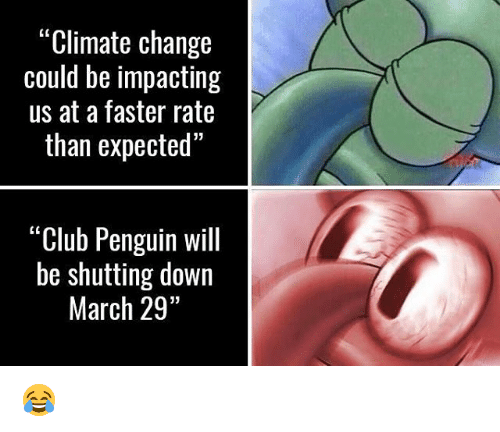 “Climate change
could be impacting
us at a faster rate
than expected”
“Club Penguin will
be shutting down
March 29”
😂